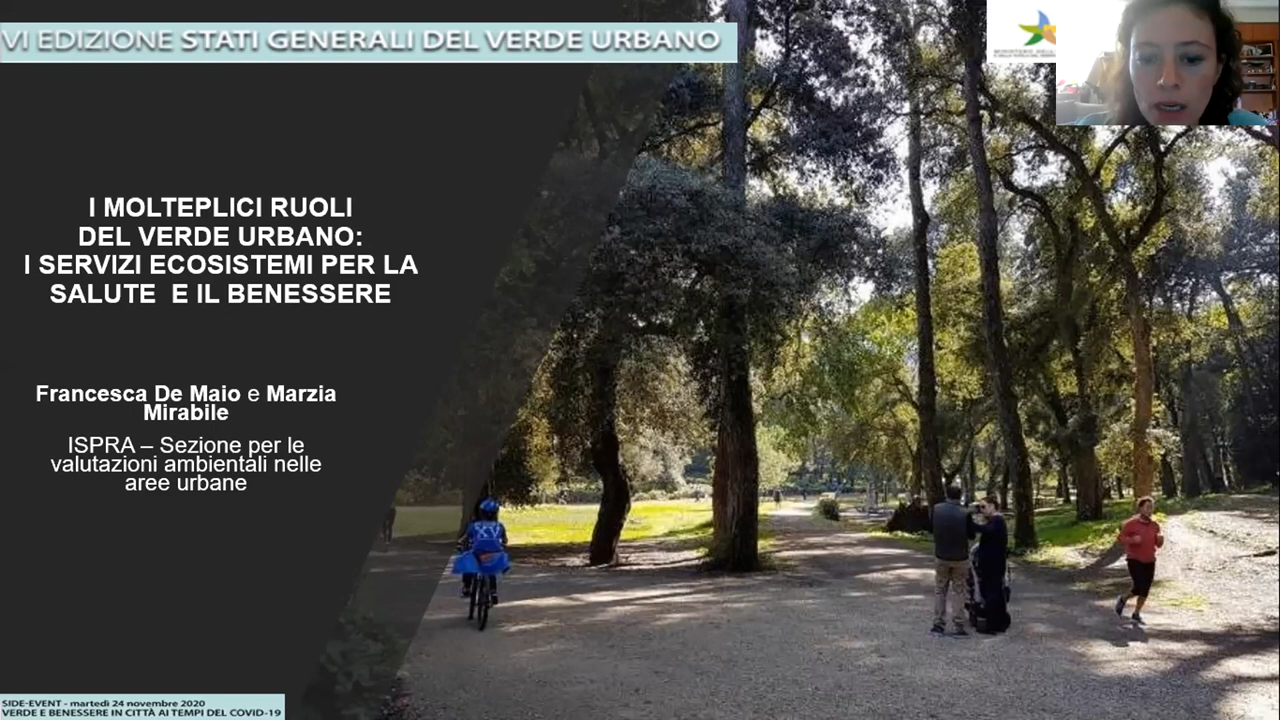 VI EDIZIONE STATI GENERALI DEL VERDE URBANO
I MOLTEPLICI RUOLI
DEL VERDE URBANO:
I SERVIZI ECOSISTEMI PER LA
SALUTE E IL BENESSERE
Francesca De Maio e Marzia
Mirabile
ISPRA – Sezione per le
valutazioni ambientali nelle
aree urbane
XV
SIDE-EVENT - martedì 24 novembre 2020
VERDE E BENESSERE IN CITTÀ AI TEMPI DEL COVID-19